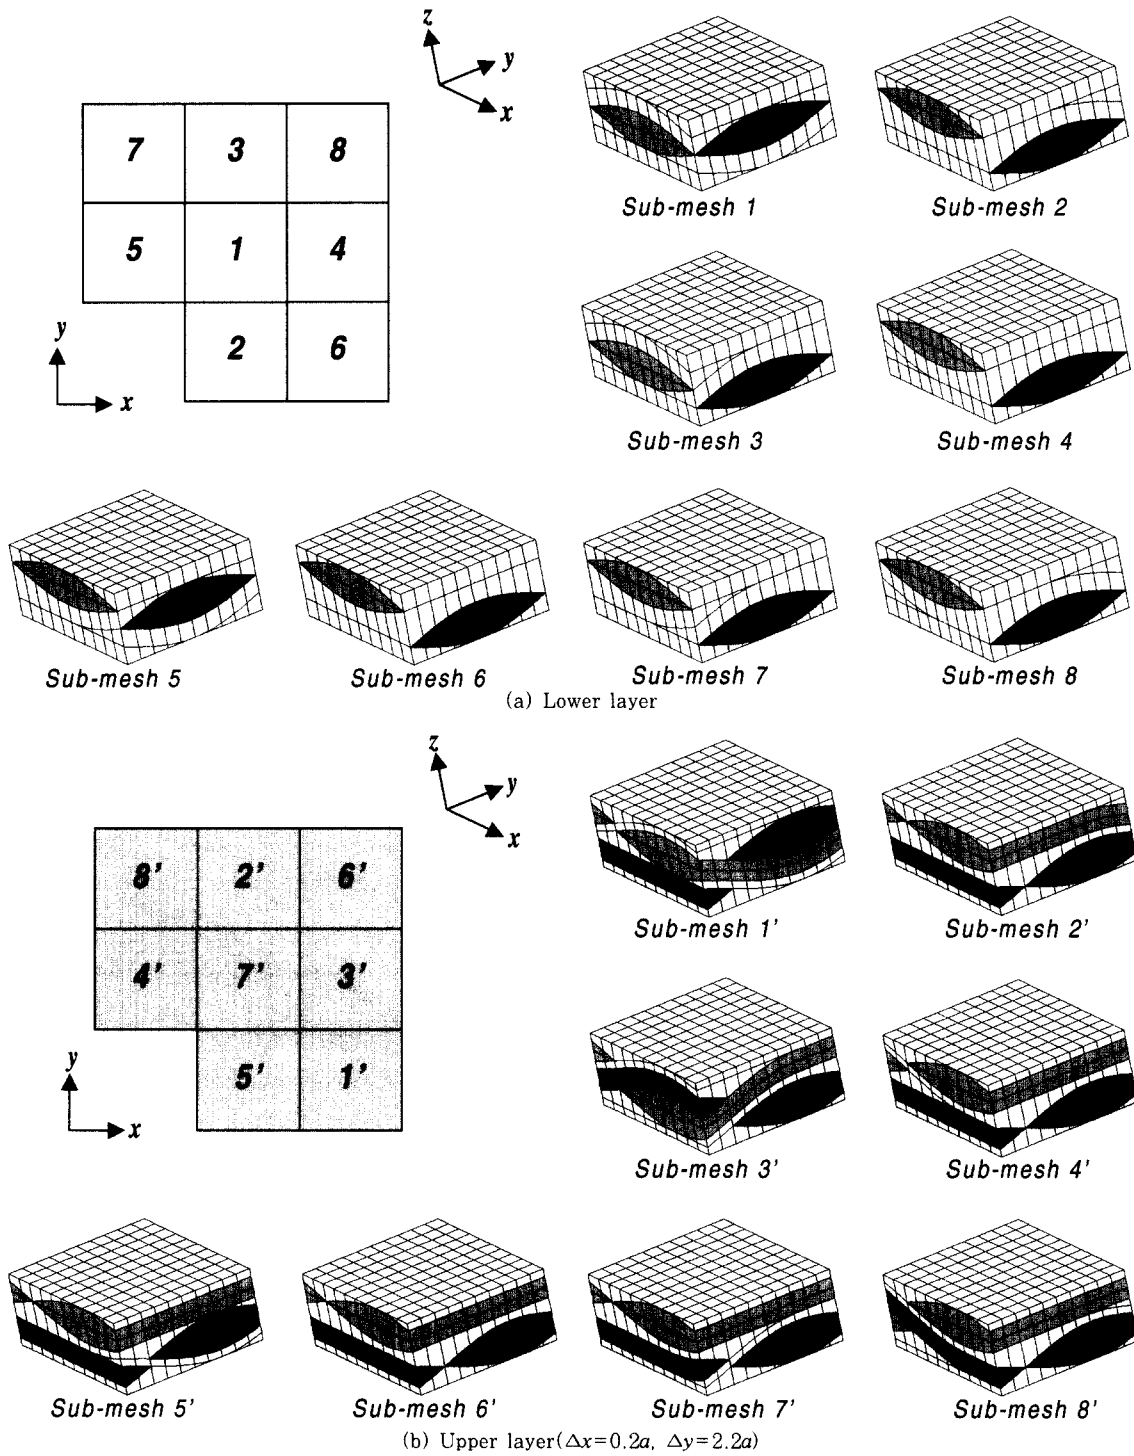 z
y
x
7 3 8
5 1 4
2 6
y
x
Sub-mesh 1
Sub-mesh 2
Sub-mesh 3
Sub-mesh 4
Sub-mesh 5
Sub-mesh 6
Sub-mesh 7
Sub-mesh 8
(a) Lower layer
z
y
x
8' 2' 6'
4' 7' 3'
5' 1'
y
x
Sub-mesh 1'
Sub-mesh 2'
Sub-mesh 3'
Sub-mesh 4'
Sub-mesh 5'
Sub-mesh 6'
Sub-mesh 7'
Sub-mesh 8'
(b) Upper layer(Δx=0.2a, Δy=2.2a)